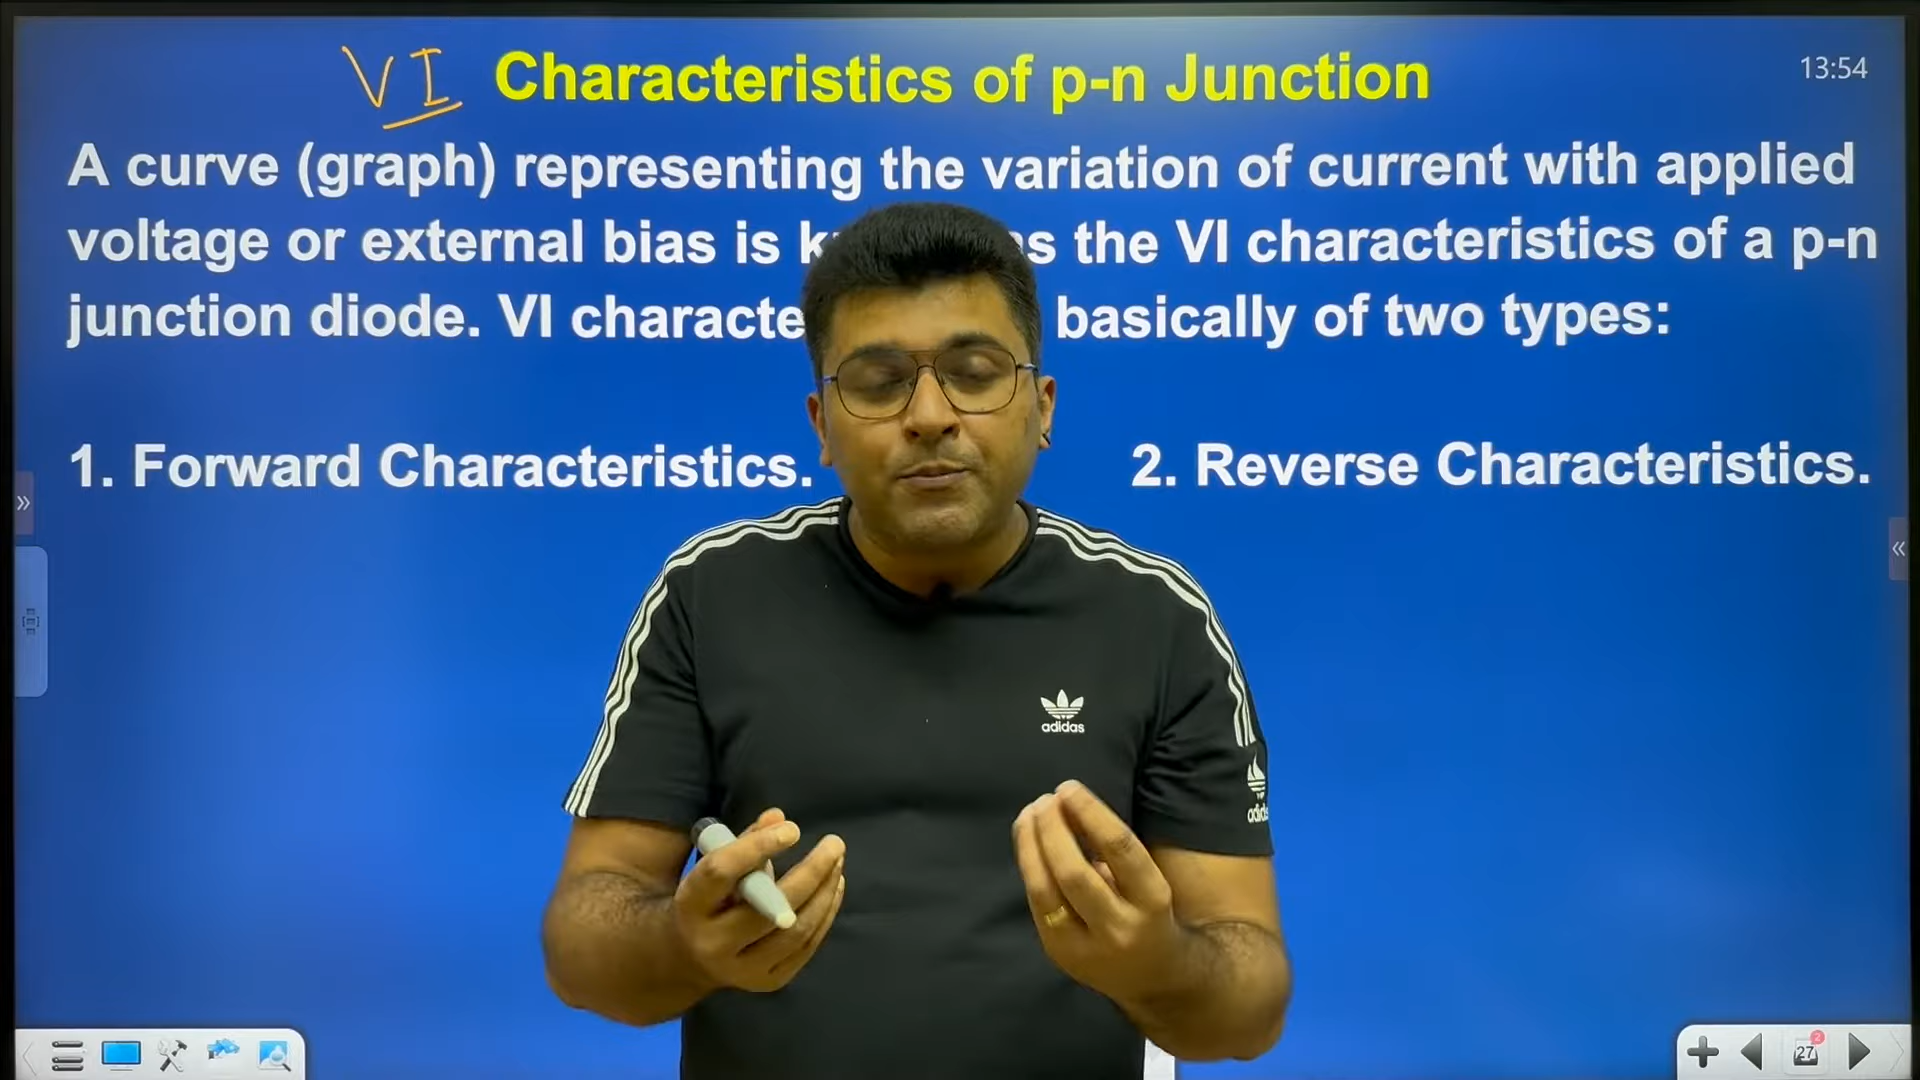 VI Characteristics of p-n Junction
13:54
A curve (graph) representing the variation of current with applied
voltage or external bias is the VI characteristics of a p-n
junction diode. VI basically of two types:
1. Forward Characteristics. 2. Reverse Characteristics.
adidas
27
2